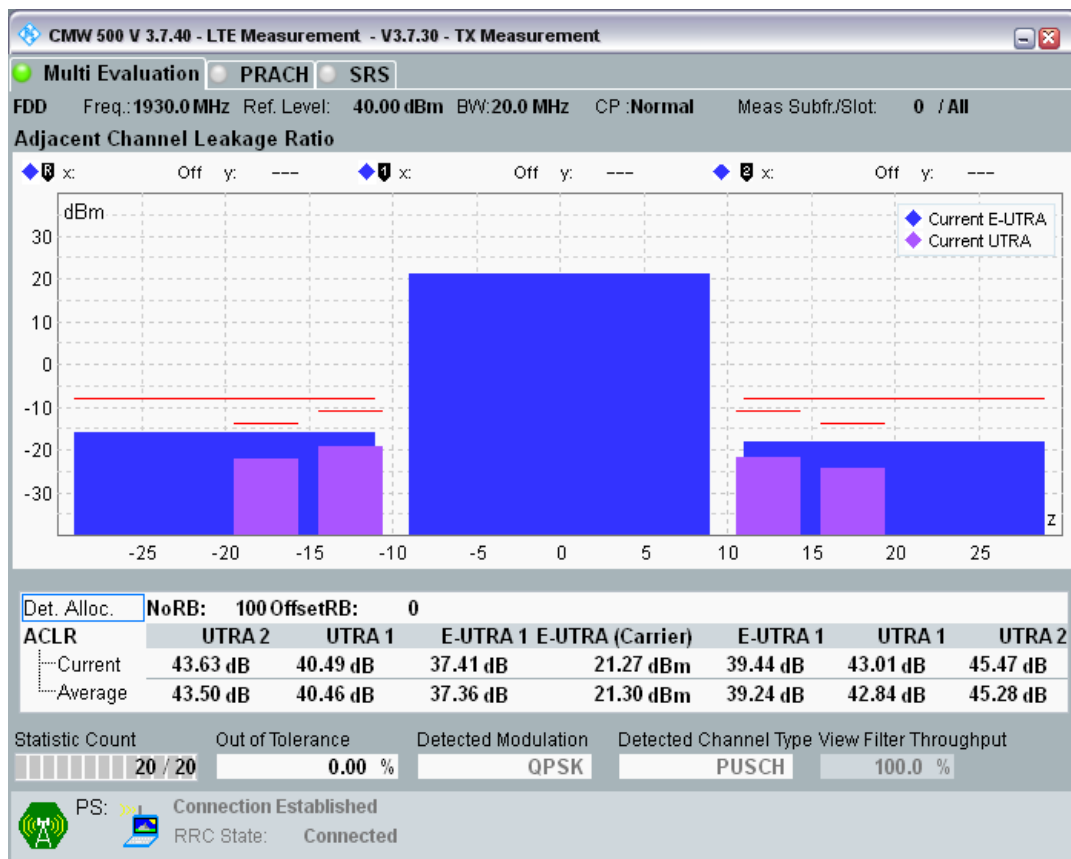 CMW 500 V 3.7.40 - LTE Measurement - V3.7.30 - TX Measurement
Multi Evaluation PRACH SRS
FDD Freq.:1930.0 MHz Ref. Level: 40.00 dBm BW:20.0 MHz CP :Normal Meas Subfr./Slot: 0 / All
Adjacent Channel Leakage Ratio
R x: Off y: --- 1 x: Off y: --- 2 x: Off y: ---
dBm
Current E-UTRA
Current UTRA
30
20
10
0
-10
-20
-30
z
-25 -20 -15 -10 -5 0 5 10 15 20 25
Det. Alloc. NoRB: 100 OffsetRB: 0
ACLR UTRA 2 UTRA 1 E-UTRA 1 E-UTRA (Carrier) E-UTRA 1 UTRA 1 UTRA 2
Current 43.63 dB 40.49 dB 37.41 dB 21.27 dBm 39.44 dB 43.01 dB 45.47 dB
Average 43.50 dB 40.46 dB 37.36 dB 21.30 dBm 39.24 dB 42.84 dB 45.28 dB
Statistic Count Out of Tolerance Detected Modulation Detected Channel Type View Filter Throughput
20 / 20 0.00 % QPSK PUSCH 100.0 %
PS: Connection Established
RRC State: Connected